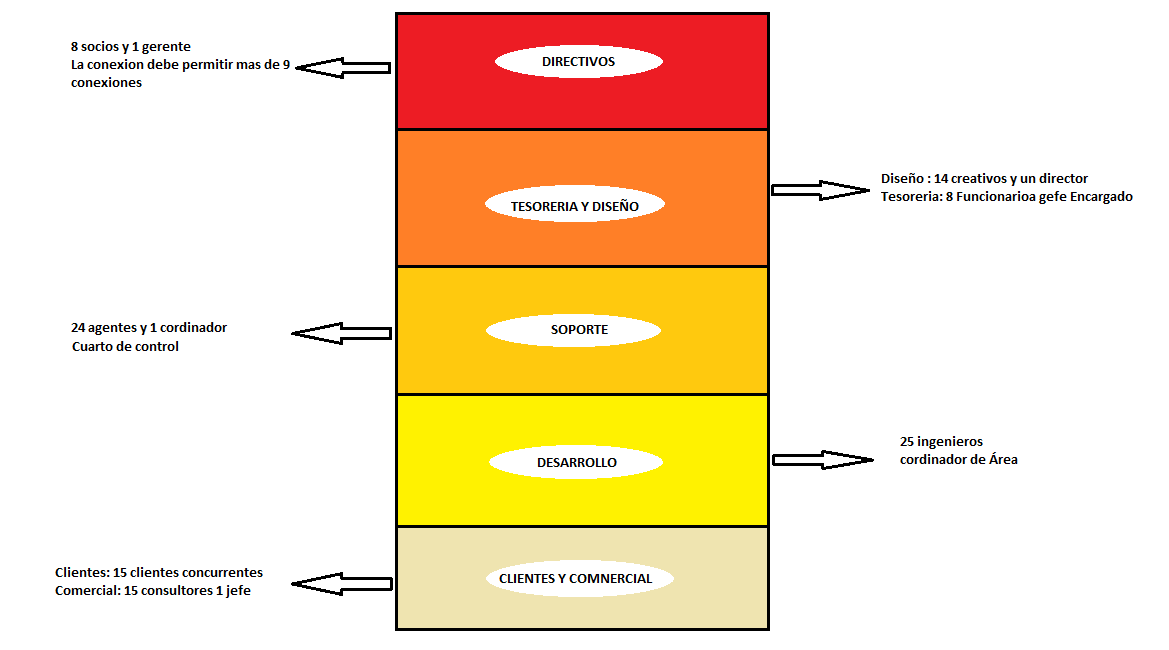 8 socios y 1 gerente
La conexion debe permitir mas de 9
conexiones
DIRECTIVOS
TESORERIA Y DISEÑO
Diseño : 14 creativos y un director
Tesoreria: 8 Funcionarioa gefe Encargado
24 agentes y 1 cordinador
Cuarto de control
SOPORTE
DESARROLLO
25 ingenieros
cordinador de Área
Clientes: 15 clientes concurrentes
Comercial: 15 consultores 1 jefe
CLIENTES Y COMNERCIAL